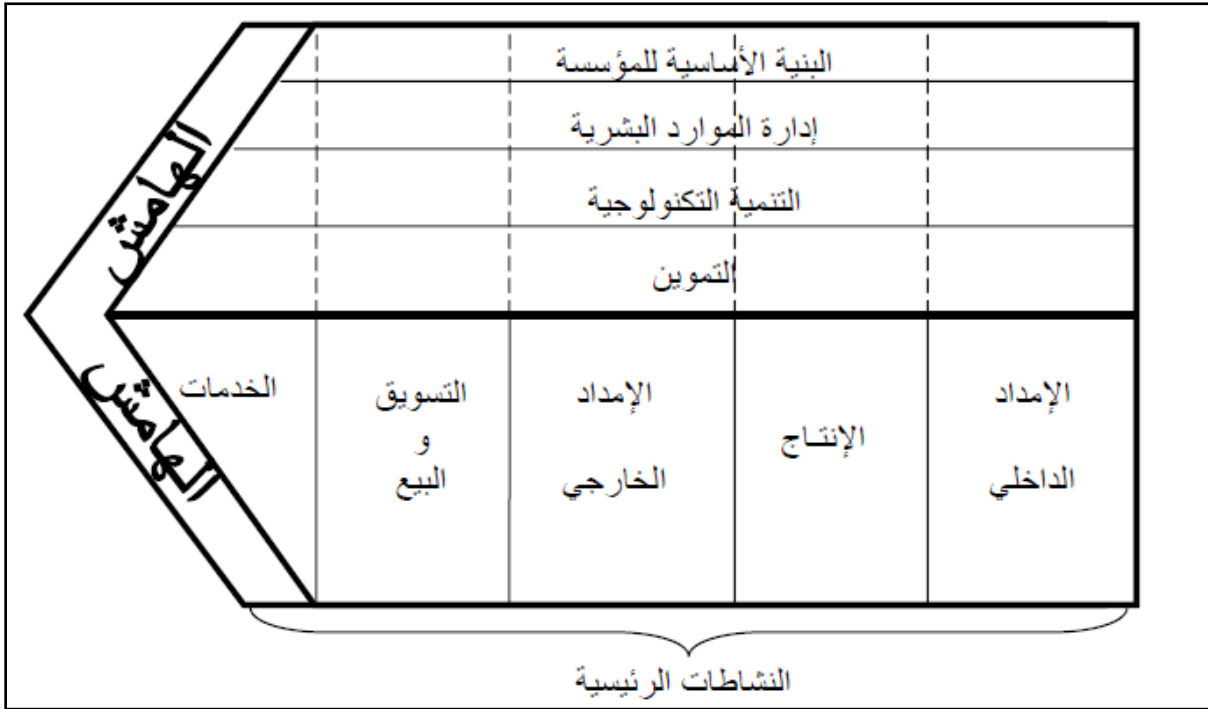 البنية الأساسية للمؤسسة
إدارة الموارد البشرية
التنمية التكنولوجية
التموين
الهامش
الهامش
الإمداد
الداخلي
الإنتـاج
الإمداد
الخارجي
التسويق
و
البيع
الخدمات
النشاطات الرئيسية